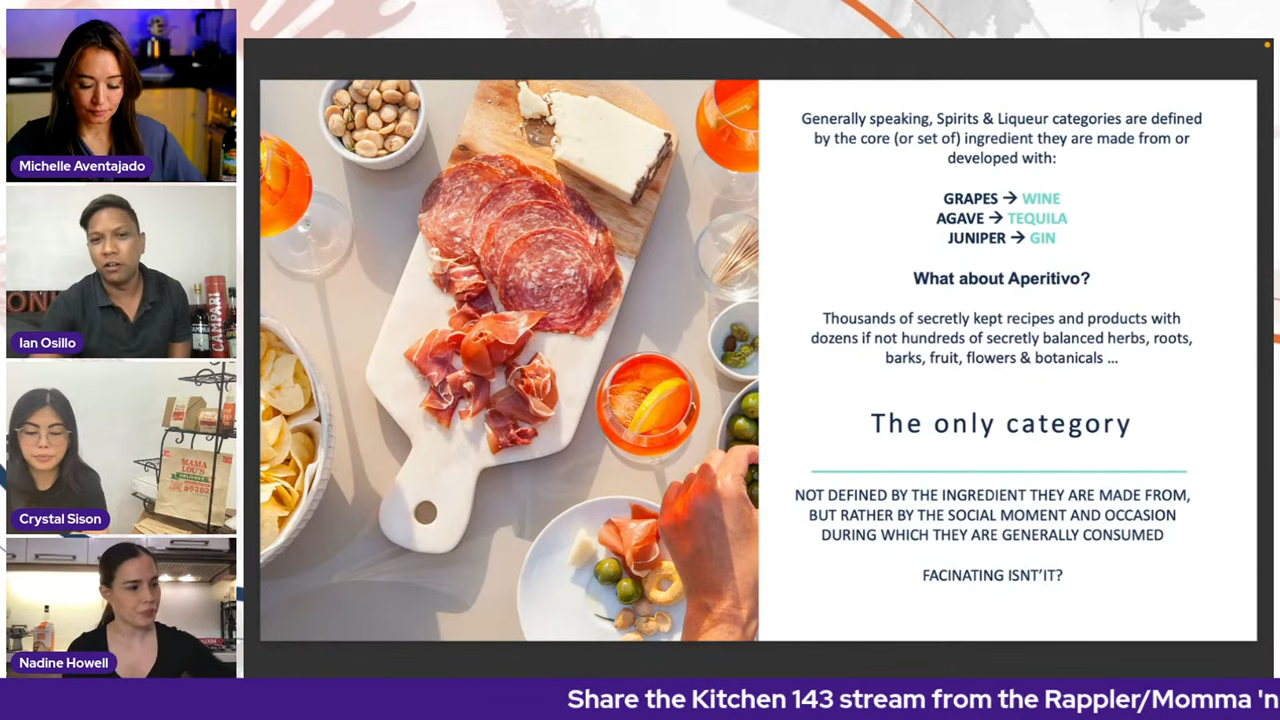 Michelle Aventajado
Ian Osillo
CAMPARI
Crystal Sison
MAMA
LOU'S
Nadine Howell
Generally speaking, Spirits & Liqueur categories are defined
by the core (or set of) ingredient they are made from or
developed with:
GRAPES → WINE
AGAVE → TEQUILA
JUNIPER → GIN
What about Aperitivo?
Thousands of secretly kept recipes and products with
dozens if not hundreds of secretly balanced herbs, roots,
barks, fruit, flowers & botanicals ...
The only category
NOT DEFINED BY THE INGREDIENT THEY ARE MADE FROM,
BUT RATHER BY THE SOCIAL MOMENT AND OCCASION
DURING WHICH THEY ARE GENERALLY CONSUMED
FACINATING ISNT'IT?
Share the Kitchen 143 stream from the Rappler/Momma 'n